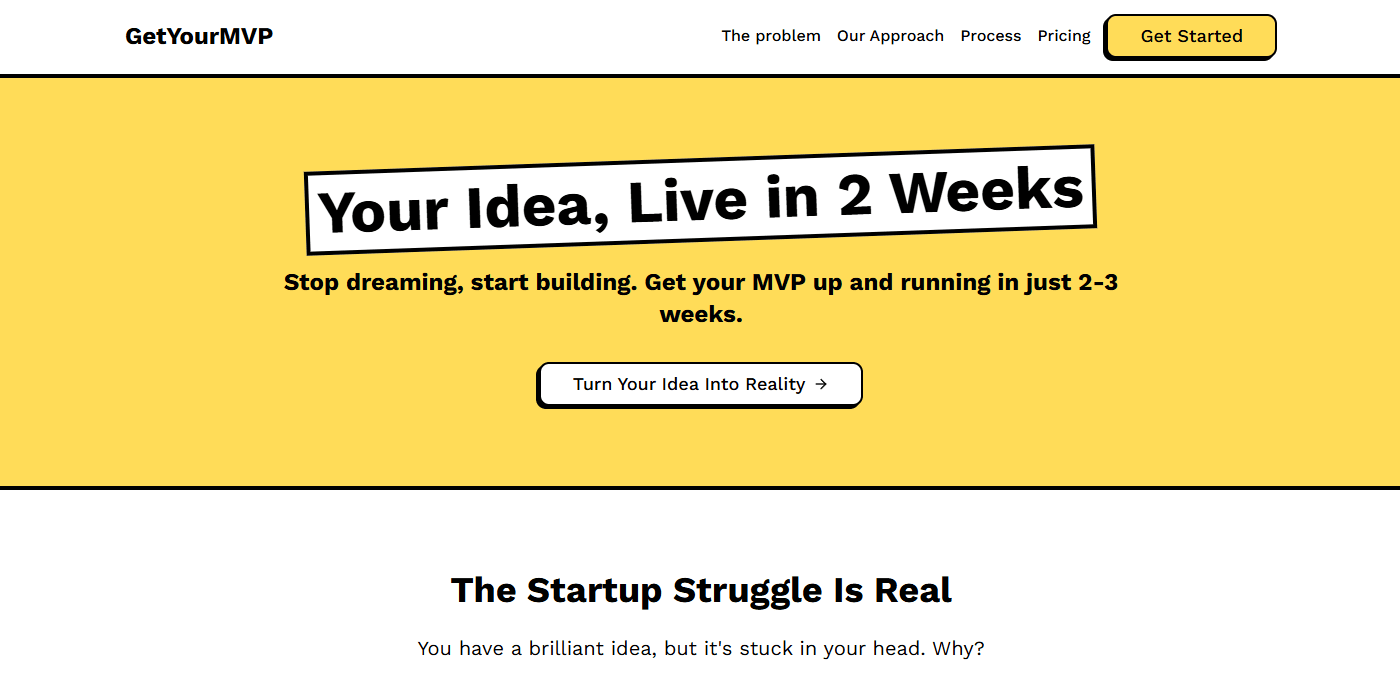 GetYourMVP
The problem
Our Approach
Process
Pricing
Get Started
Your Idea, Live in 2 Weeks
Stop dreaming, start building. Get your MVP up and running in just 2-3
weeks.
Turn Your Idea Into Reality →
The Startup Struggle Is Real
You have a brilliant idea, but it's stuck in your head. Why?